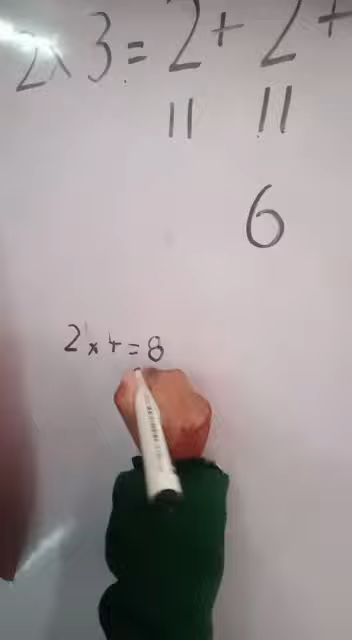 2x3=2+2+
|| ||
6
2x4=8